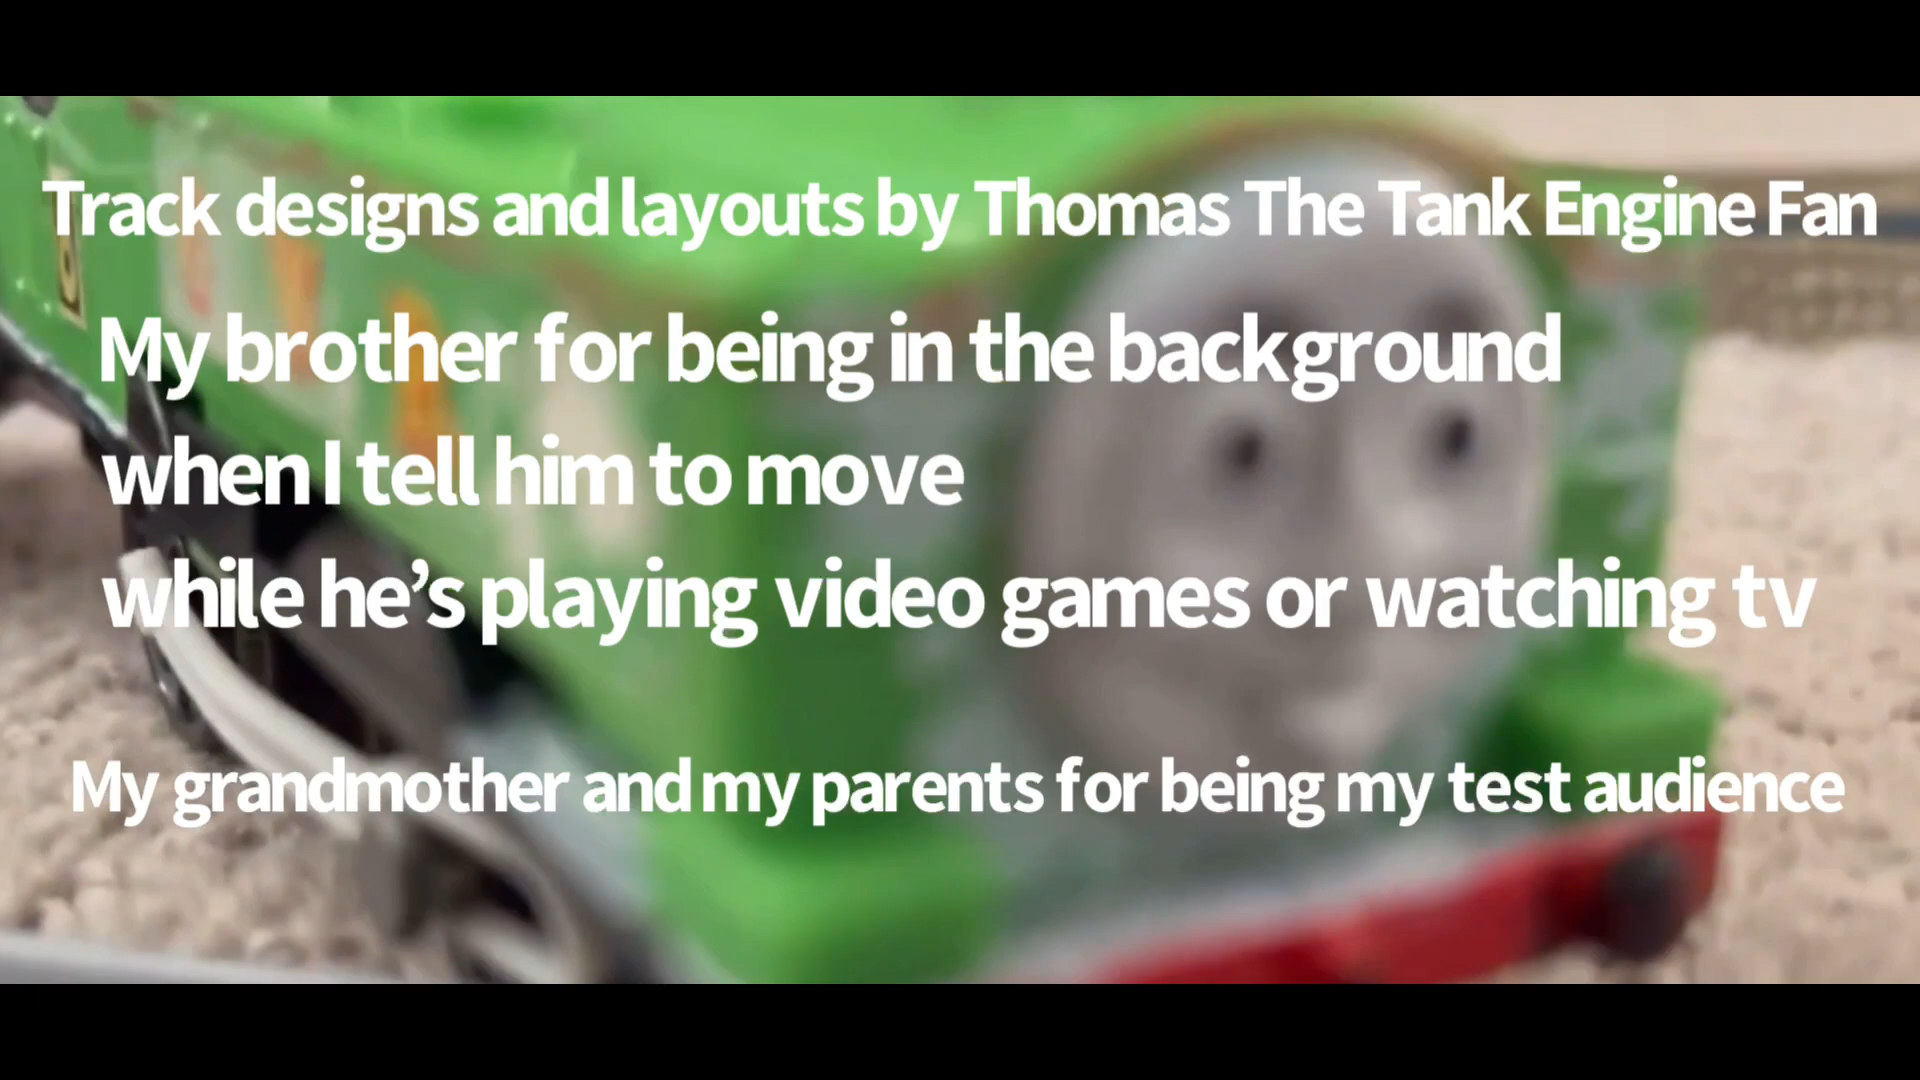 Track designs and layouts by Thomas The Tank Engine Fan
My brother for being in the background
when I tell him to move
while he’s playing video games or watching tv
My grandmother and my parents for being my test audience